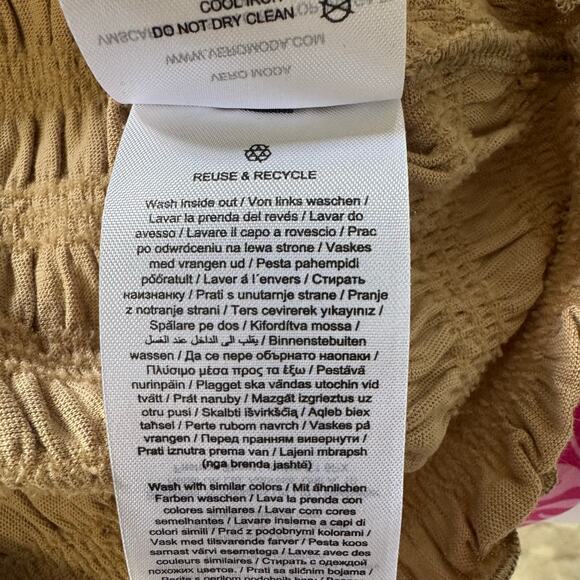 COOL IRON
DO NOT DRY CLEAN
WWW.VEROMODA.COM
VERO MODA
REUSE & RECYCLE
Wash inside out / Von links waschen /
Lavar la prenda del revés / Lavar do
avesso / Lavare il capo a rovescio / Prać
po odwróceniu na lewa strone / Vaskes
med vrangen ud / Pesta pahempidi
pööratult / Laver á l´envers / Стирать
наизнанку / Prati s unutarnje strane / Pranje
z notranje strani / Ters cevirerek yıkayınız /
Spălare pe dos / Kifordítva mossa /
يقلب الى الداخل عند الغسل / Binnenstebuiten
wassen / Да се пере обърнато наопаки /
Πλύσιμο μέσα προς τα έξω / Pestävä
nurinpäin / Plagget ska vändas utochin vid
tvätt / Prát naruby / Mazgāt izgrieztus uz
otru pusi / Skalbti išvirkščią / Aqleb biex
taħsel / Perte rubom navrch / Vaskes på
vrangen / Перед пранням вивернути /
Prati iznutra prema van / Lajeni mbrapsh
(nga brenda jashtë)
Wash with similar colors / Mit ähnlichen
Farben waschen / Lava la prenda con
colores similares / Lavar com cores
semelhantes / Lavare insieme a capi di
colori simili / Prać z podobnymi kolorami /
Vask med tilsvarende farver / Pesta koos
samast värvi esemetega / Lavez avec des
couleurs similaires / Стирать с одеждой
похожих цветов. / Prati sa sličnim bojama /